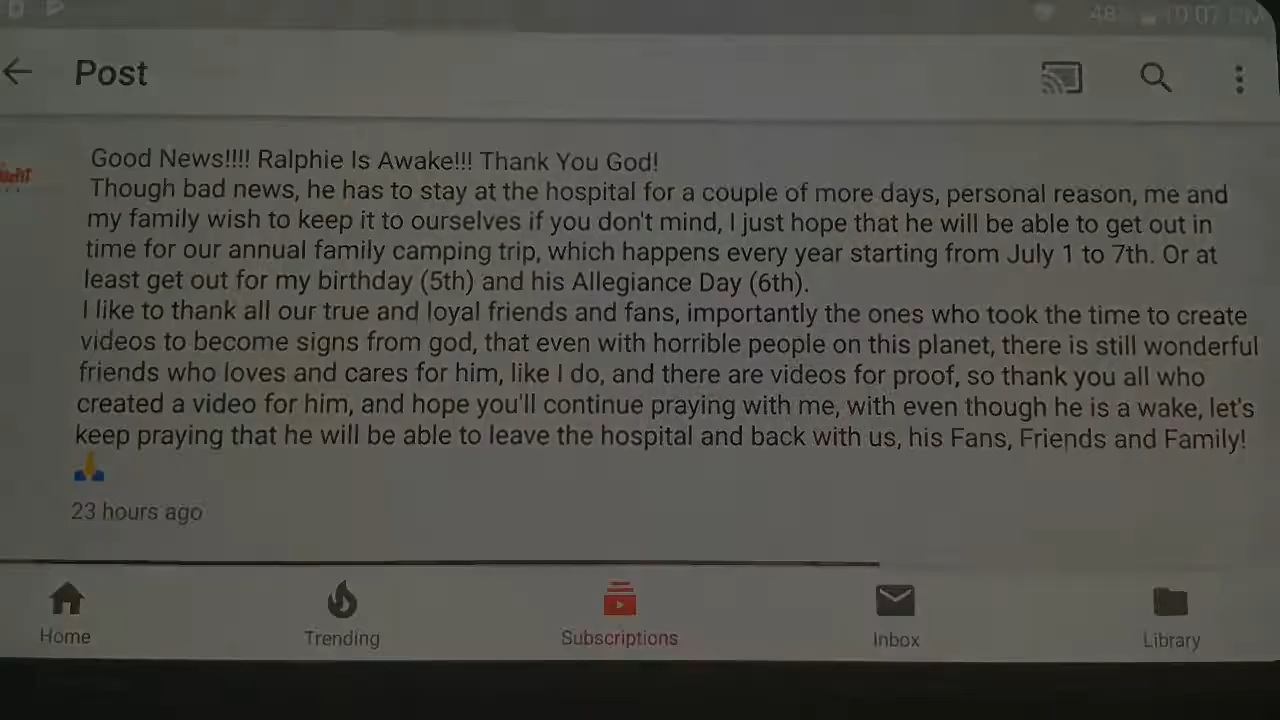 48% 10:07 PM
Post
Good News!!!! Ralphie Is Awake!!! Thank You God!
Though bad news, he has to stay at the hospital for a couple of more days, personal reason, me and
my family wish to keep it to ourselves if you don't mind, I just hope that he will be able to get out in
time for our annual family camping trip, which happens every year starting from July 1 to 7th. Or at
least get out for my birthday (5th) and his Allegiance Day (6th).
I like to thank all our true and loyal friends and fans, importantly the ones who took the time to create
videos to become signs from god, that even with horrible people on this planet, there is still wonderful
friends who loves and cares for him, like I do, and there are videos for proof, so thank you all who
created a video for him, and hope you'll continue praying with me, with even though he is a wake, let's
keep praying that he will be able to leave the hospital and back with us, his Fans, Friends and Family!
🙏
23 hours ago
Home
Trending
Subscriptions
Inbox
Library